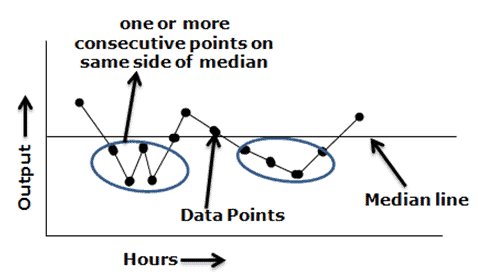 one or more
consecutive points on
same side of median
Output
Data Points
Median line
Hours